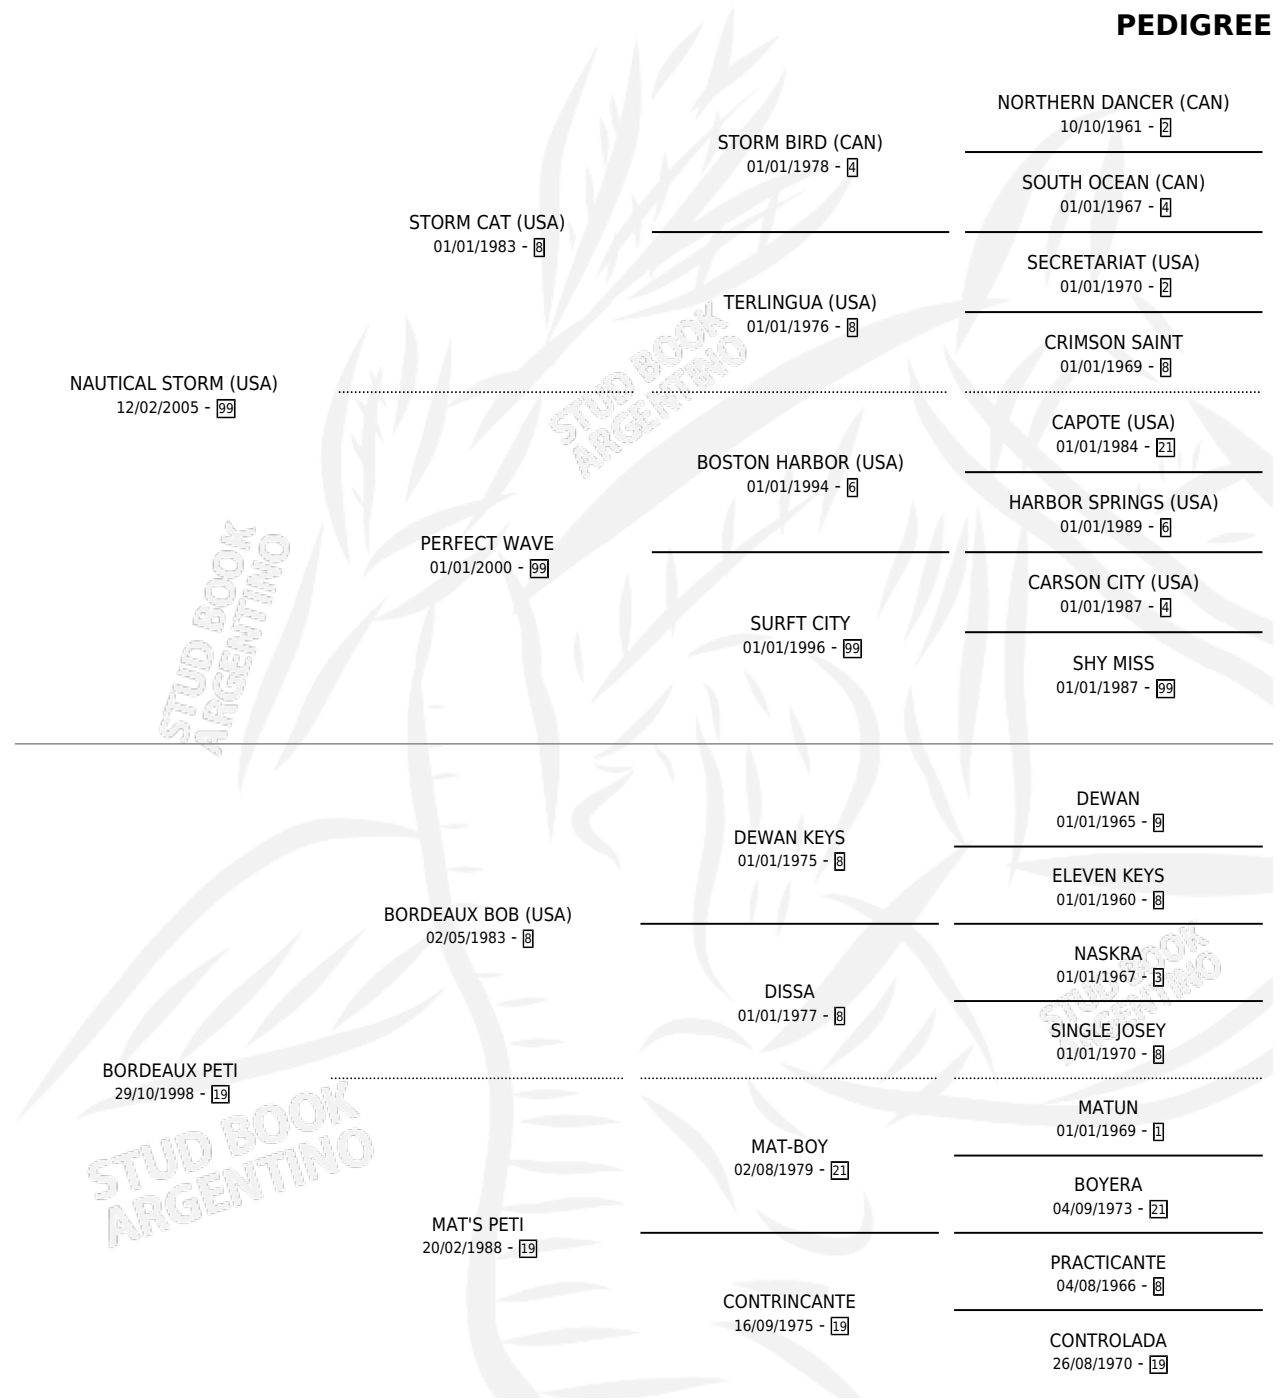 PEDIGREE
NORTHERN DANCER (CAN)
10/10/1961 - 2
STORM BIRD (CAN)
01/01/1978 - 4
SOUTH OCEAN (CAN)
01/01/1967 - 4
STORM CAT (USA)
01/01/1983 - 8
SECRETARIAT (USA)
01/01/1970 - 2
TERLINGUA (USA)
01/01/1976 - 8
CRIMSON SAINT
01/01/1969 - 8
NAUTICAL STORM (USA)
12/02/2005 - 99
CAPOTE (USA)
01/01/1984 - 21
BOSTON HARBOR (USA)
01/01/1994 - 6
HARBOR SPRINGS (USA)
01/01/1989 - 6
PERFECT WAVE
01/01/2000 - 99
CARSON CITY (USA)
01/01/1987 - 4
SURFT CITY
01/01/1996 - 99
SHY MISS
01/01/1987 - 99
DEWAN
01/01/1965 - 9
DEWAN KEYS
01/01/1975 - 8
ELEVEN KEYS
01/01/1960 - 8
BORDEAUX BOB (USA)
02/05/1983 - 8
NASKRA
01/01/1967 - 3
DISSA
01/01/1977 - 8
SINGLE JOSEY
01/01/1970 - 8
BORDEAUX PETI
29/10/1998 - 19
MATUN
01/01/1969 - 1
MAT-BOY
02/08/1979 - 21
BOYERA
04/09/1973 - 21
MAT'S PETI
20/02/1988 - 19
PRACTICANTE
04/08/1966 - 8
CONTRINCANTE
16/09/1975 - 19
CONTROLADA
26/08/1970 - 19
STUD BOOK
ARGENTINO
STUD BOOK
ARGENTINO
STUD BOOK
ARGENTINO
STUD BOOK
ARGENTINO